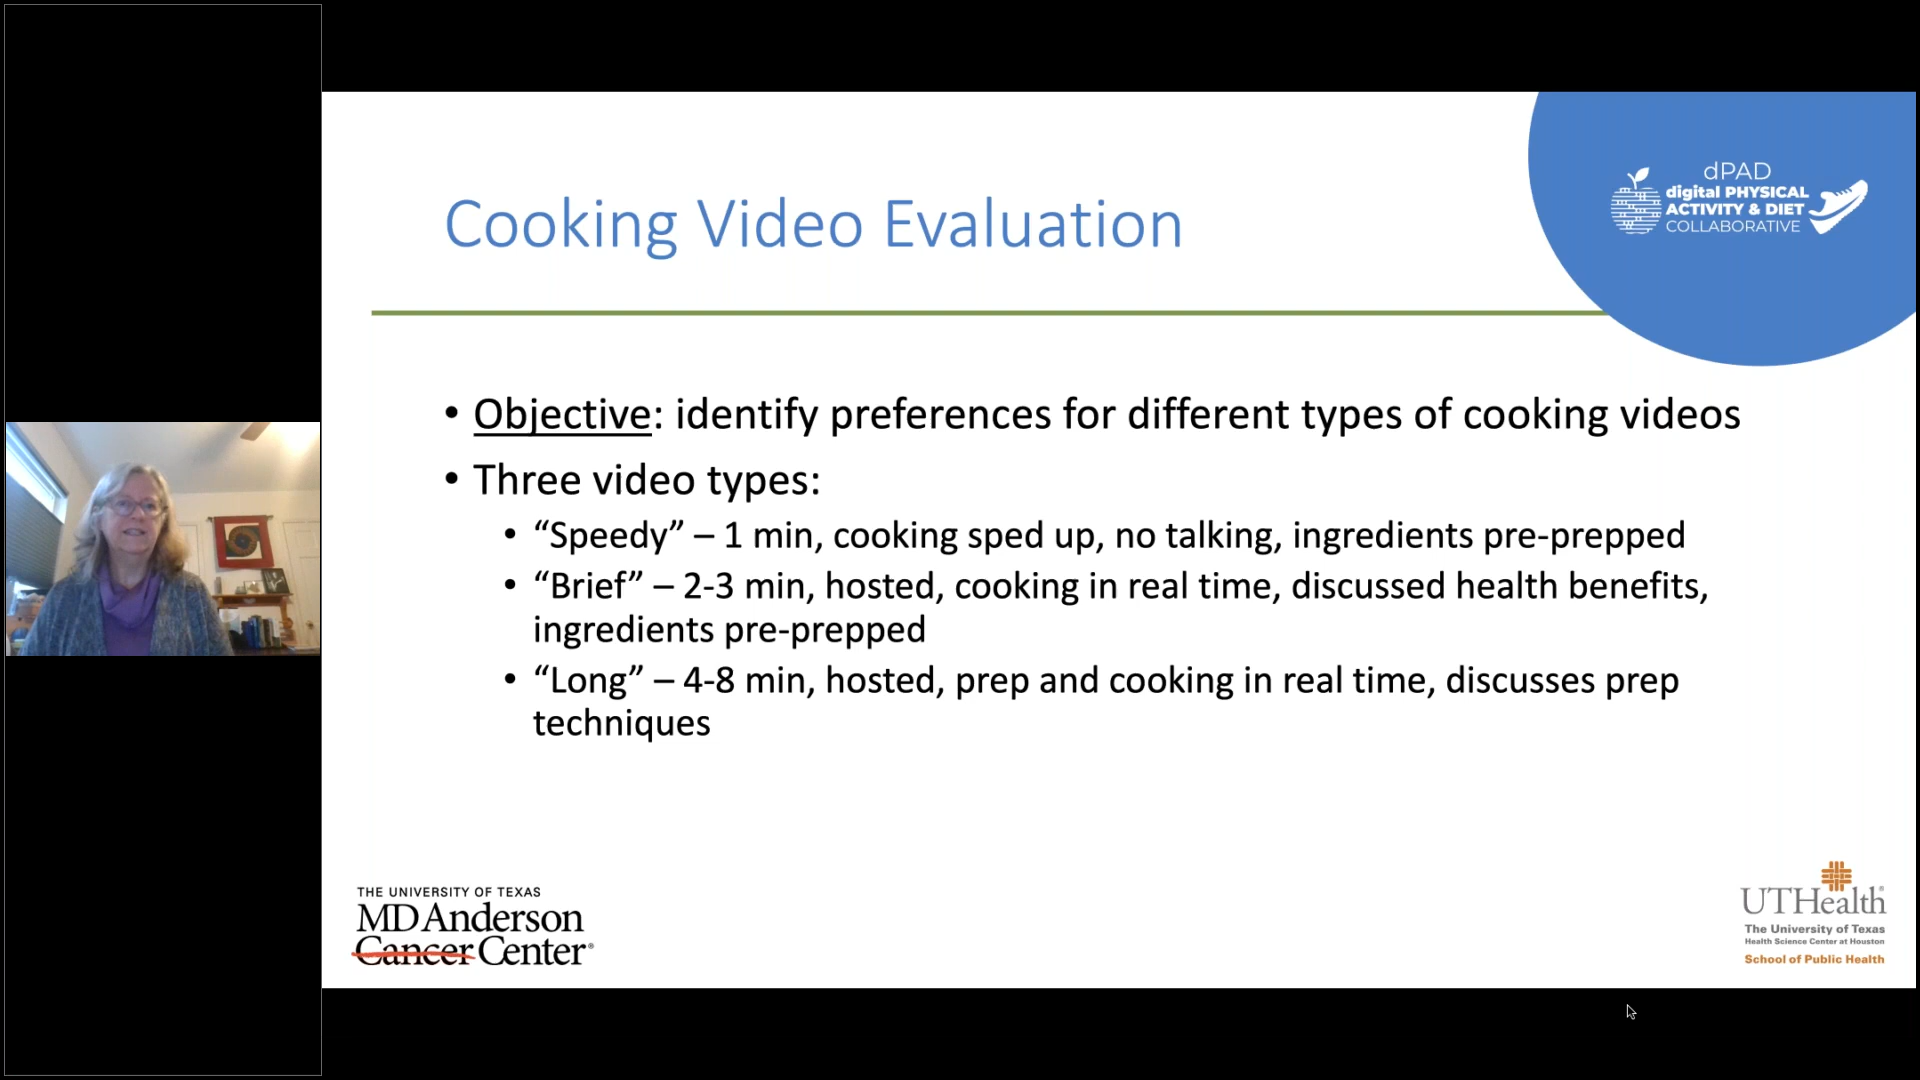 dPAD
digital PHYSICAL
ACTIVITY & DIET
COLLABORATIVE
Cooking Video Evaluation
• Objective: identify preferences for different types of cooking videos
• Three video types:
• “Speedy” – 1 min, cooking sped up, no talking, ingredients pre-prepped
• “Brief” – 2-3 min, hosted, cooking in real time, discussed health benefits,
ingredients pre-prepped
• “Long” – 4-8 min, hosted, prep and cooking in real time, discusses prep
techniques
THE UNIVERSITY OF TEXAS
MD Anderson
Cancer Center®
UTHealth®
The University of Texas
Health Science Center at Houston
School of Public Health